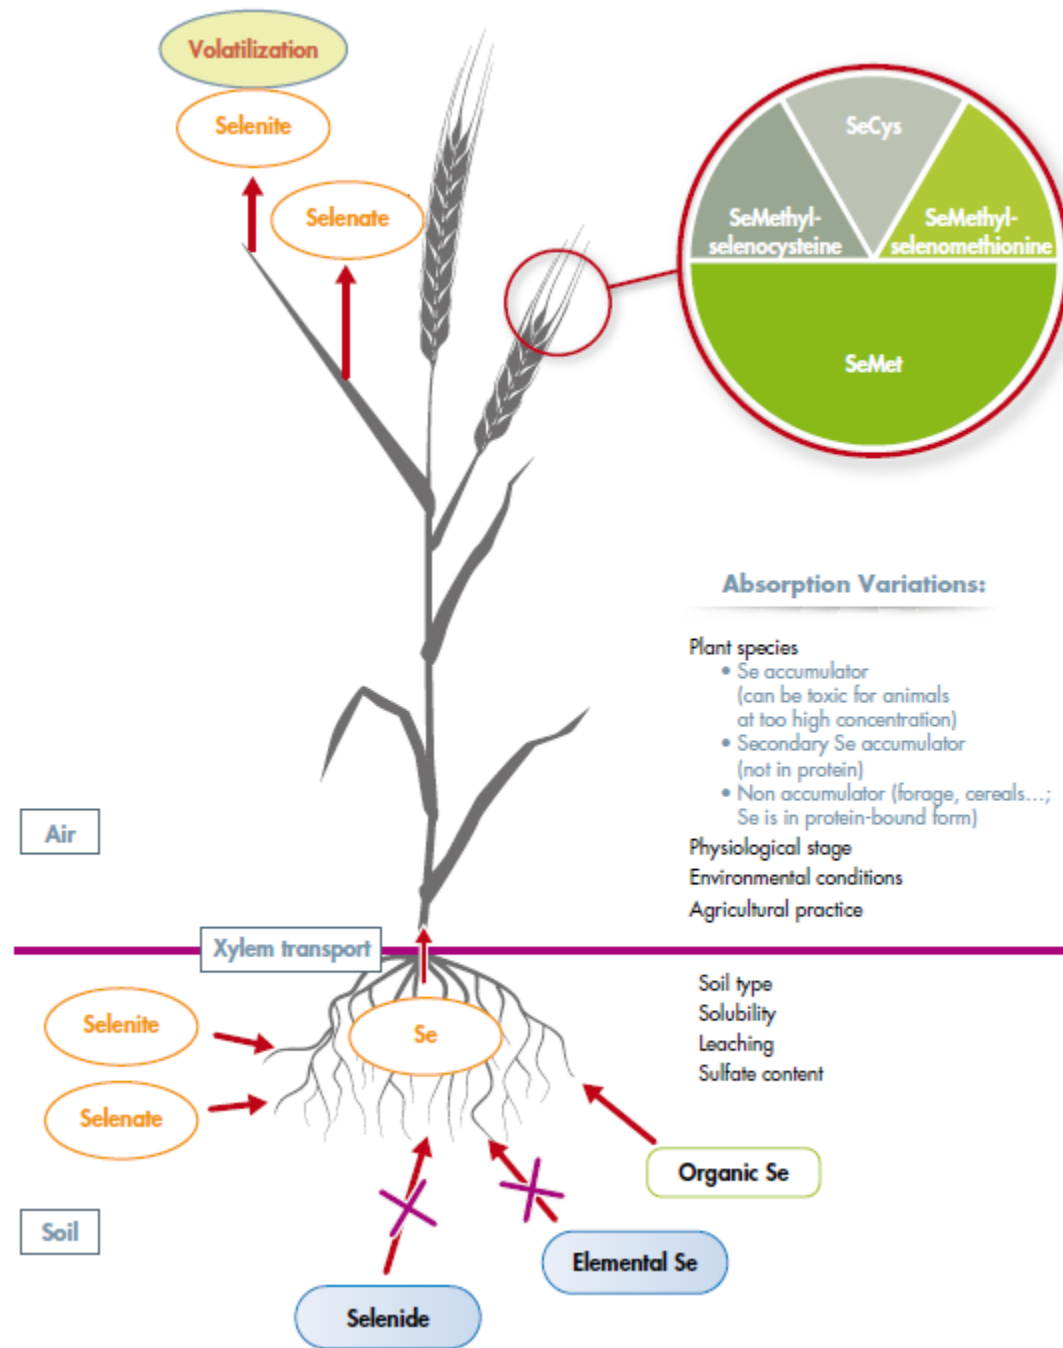 Volatilization
Selenite
Selenate
SeCys
SeMethyl-
selenocysteine
SeMethyl-
selenomethionine
SeMet
Absorption Variations:
Plant species
• Se accumulator
(can be toxic for animals
at too high concentration)
• Secondary Se accumulator
(not in protein)
• Non accumulator (forage, cereals...;
Se is in protein-bound form)
Physiological stage
Environmental conditions
Agricultural practice
Air
Xylem transport
Soil type
Solubility
Leaching
Sulfate content
Selenite
Se
Selenate
Organic Se
Soil
Elemental Se
Selenide